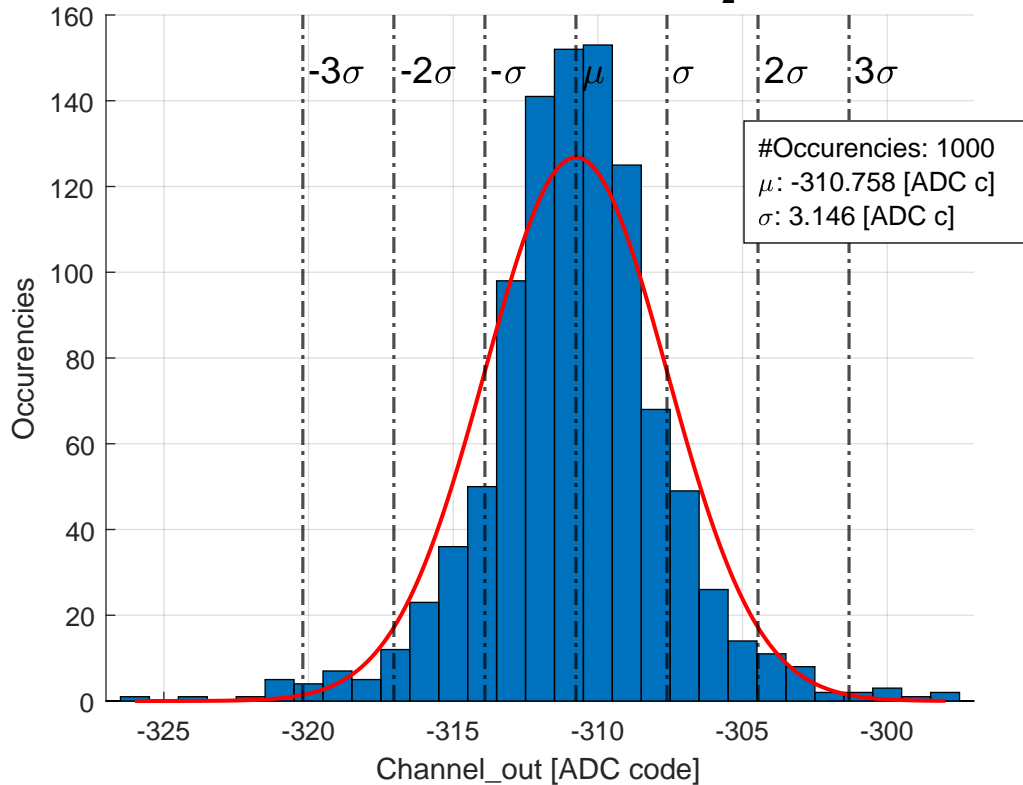 160
140
120
100
80
60
40
20
0
-3σ -2σ -σ μ σ 2σ 3σ
#Occurencies: 1000
μ: -310.758 [ADC c]
σ: 3.146 [ADC c]
Occurencies
-325 -320 -315 -310 -305 -300
Channel_out [ADC code]